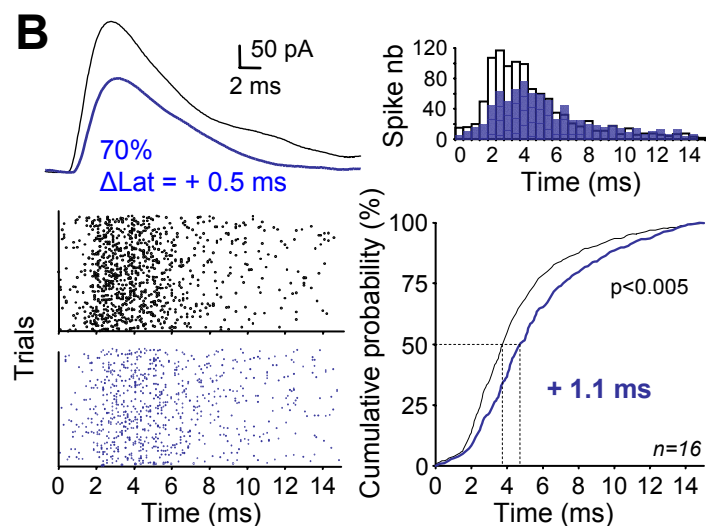 B
50 pA
2 ms
70%
ΔLat = + 0.5 ms
Spike nb
120
80
40
0
0 2 4 6 8 10 12 14
Time (ms)
Trials
0 2 4 6 8 10 12 14
Time (ms)
Cumulative probability (%)
100
75
50
25
0
p<0.005
+ 1.1 ms
n=16
0 2 4 6 8 10 12 14
Time (ms)